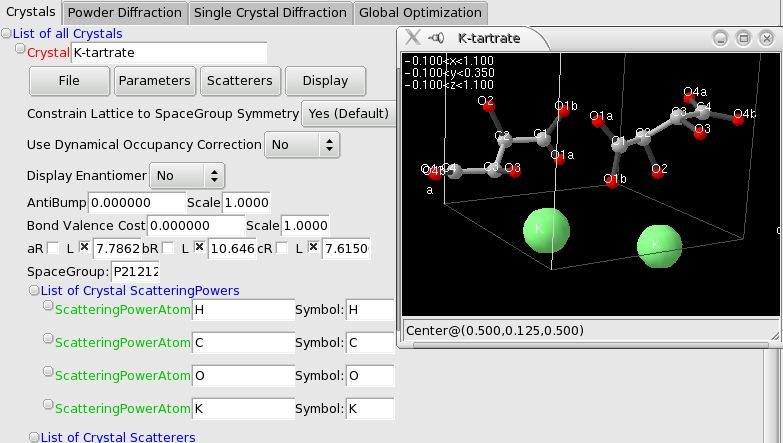 Crystals Powder Diffraction Single Crystal Diffraction Global Optimization
List of all Crystals
Crystal K-tartrate
File Parameters Scatterers Display
Constrain Lattice to SpaceGroup Symmetry Yes (Default)
Use Dynamical Occupancy Correction No
Display Enantiomer No
AntiBump 0.000000 Scale 1.0000
Bond Valence Cost 0.000000 Scale 1.0000
aR L 7.7862 bR L 10.646 cR L 7.6150
SpaceGroup: P21212
List of Crystal ScatteringPowers
ScatteringPowerAtom H Symbol: H
ScatteringPowerAtom C Symbol: C
ScatteringPowerAtom O Symbol: O
ScatteringPowerAtom K Symbol: K
List of Crystal Scatterers
K-tartrate
-0.100<x<1.100
-0.100<y<0.350
-0.100<z<1.100
O2 O1b O4a
O1a C3 C4 O4b
C2 C1 C1 C2 O3
O1a
C3 O3 O1b O2
a
K K
Center@(0.500,0.125,0.500)